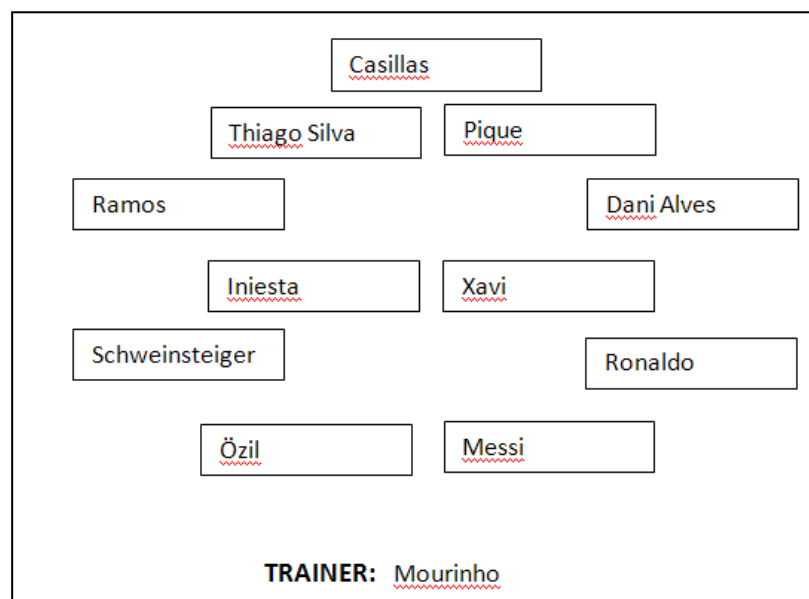 Casillas
Thiago Silva
Pique
Ramos
Dani Alves
Iniesta
Xavi
Schweinsteiger
Ronaldo
Özil
Messi
TRAINER: Mourinho